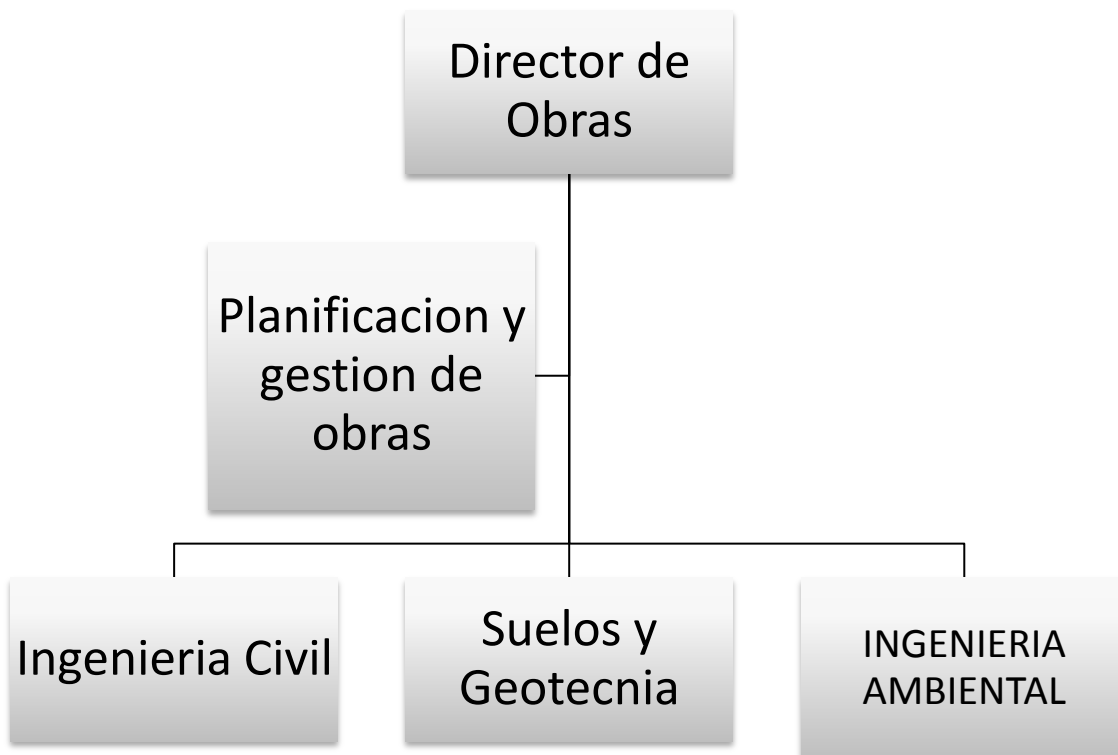 Director de
Obras
Planificacion y
gestion de
obras
Ingenieria Civil
Suelos y
Geotecnia
INGENIERIA
AMBIENTAL